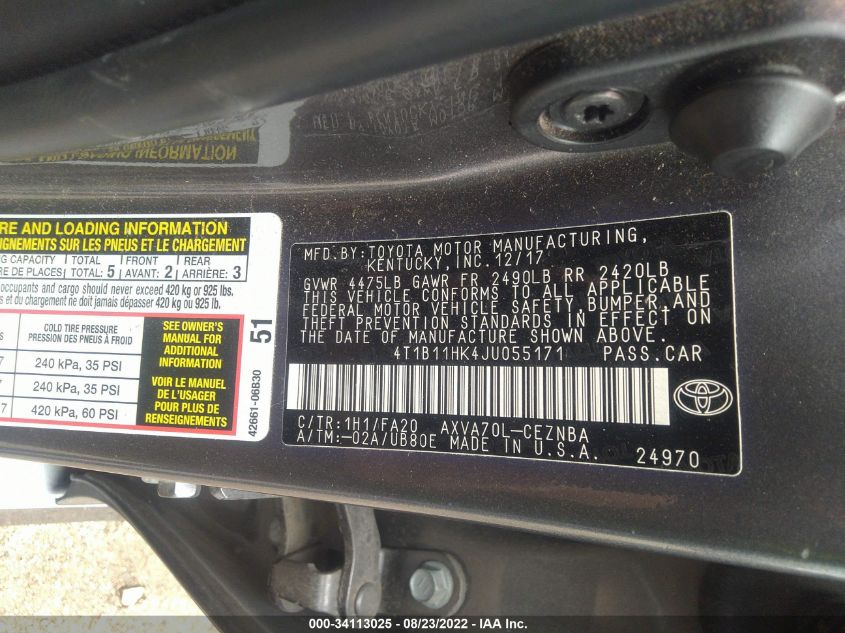 RE AND LOADING INFORMATION
EIGNEMENTS SUR LES PNEUS ET LE CHARGEMENT
NG CAPACITY TOTAL FRONT REAR
RE DE PLACES: TOTAL: 5 AVANT: 2 ARRIÈRE: 3
occupants and cargo should never exceed 420 kg or 925 lbs.
s et du chargement ne doit jamais dépasser 420 kg ou 925 lb.
COLD TIRE PRESSURE
PRESSION DES PNEUS À FROID
240 kPa, 35 PSI
240 kPa, 35 PSI
420 kPa, 60 PSI
SEE OWNER'S
MANUAL FOR
ADDITIONAL
INFORMATION
VOIR LE MANUEL
DE L'USAGER
POUR PLUS DE
RENSEIGNEMENTS
42661-06B30
51
MFD.BY:TOYOTA MOTOR MANUFACTURING,
KENTUCKY, INC.12/17
GVWR 4475LB GAWR FR 2490LB RR 2420LB
THIS VEHICLE CONFORMS TO ALL APPLICABLE
FEDERAL MOTOR VEHICLE SAFETY, BUMPER, AND
THEFT PREVENTION STANDARDS IN EFFECT ON
THE DATE OF MANUFACTURE SHOWN ABOVE.
4T1B11HK4JU055171 PASS.CAR
C/TR:1H1/FA20 AXVA70L-CEZNBA
A/TM:-02A/UB80E MADE IN U.S.A. 24970
000-34113025 - 08/23/2022 - IAA Inc.